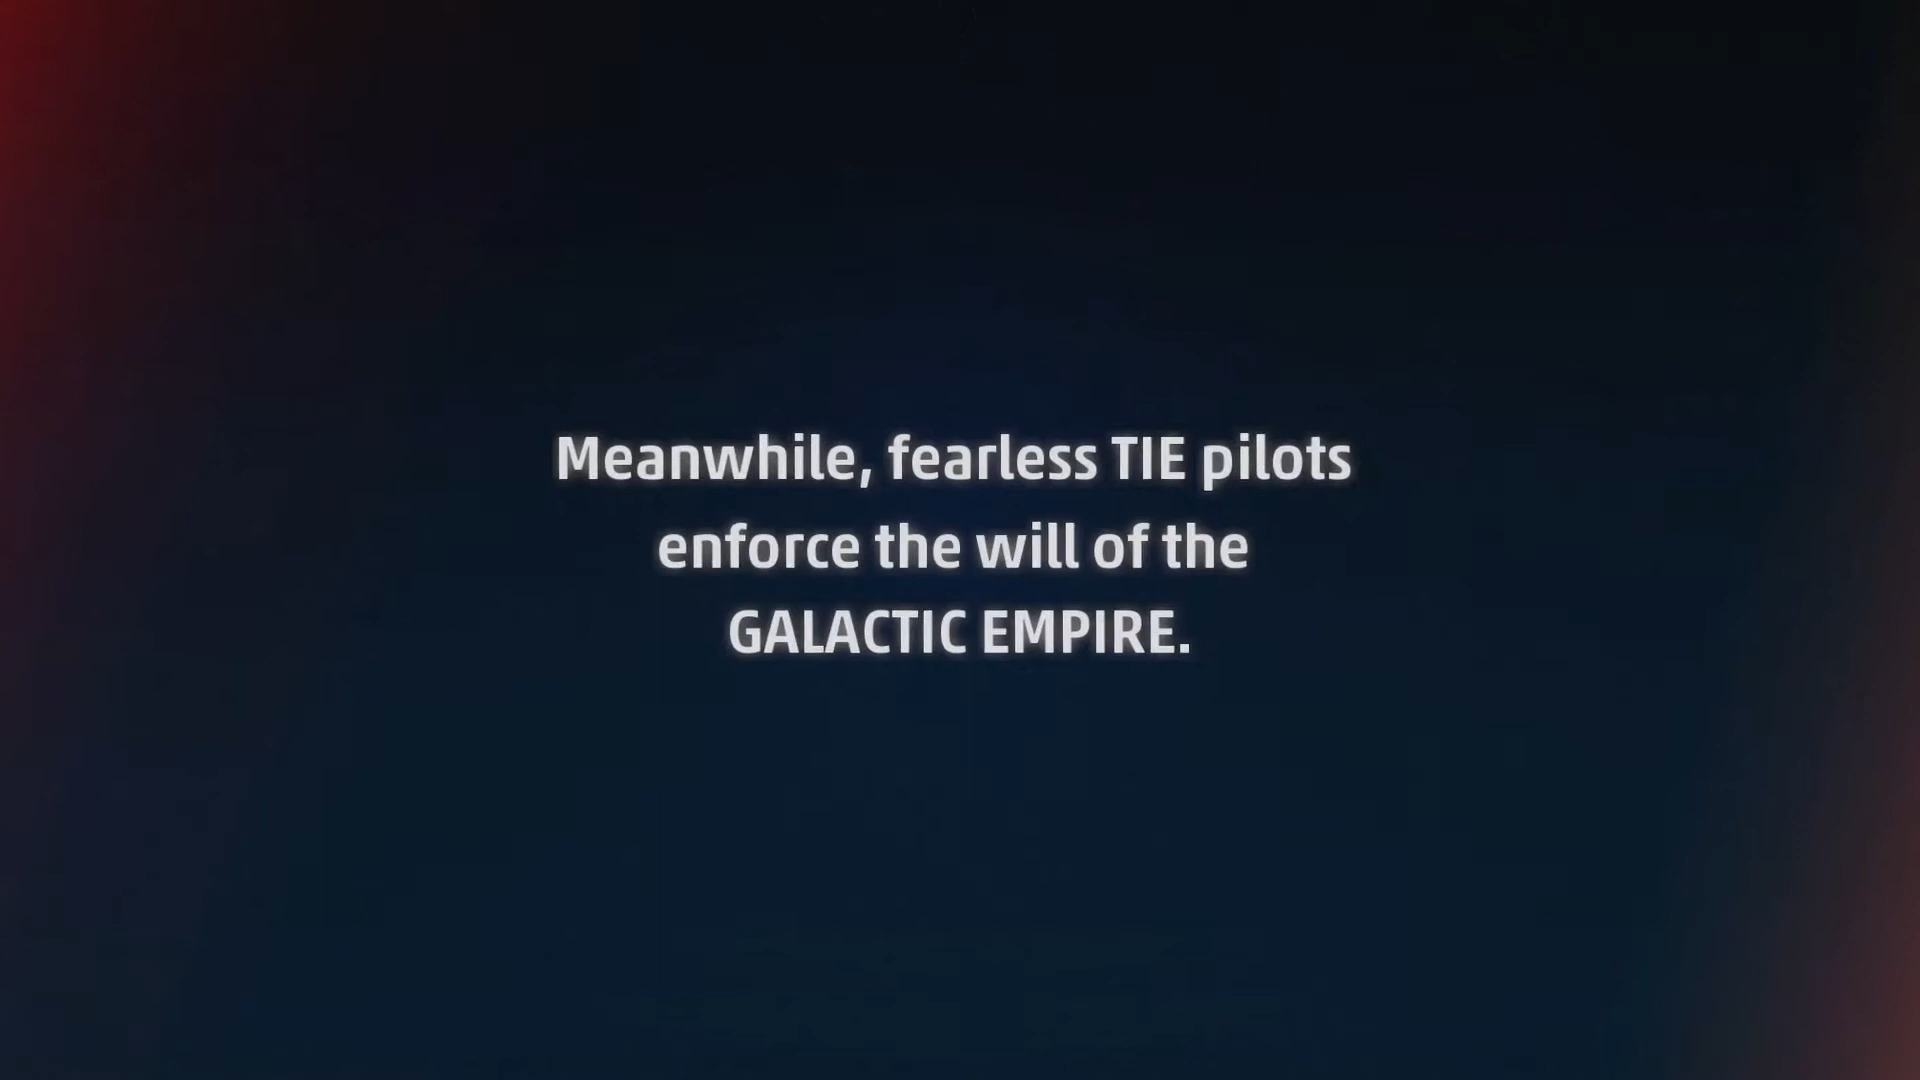 Meanwhile, fearless TIE pilots
enforce the will of the
GALACTIC EMPIRE.